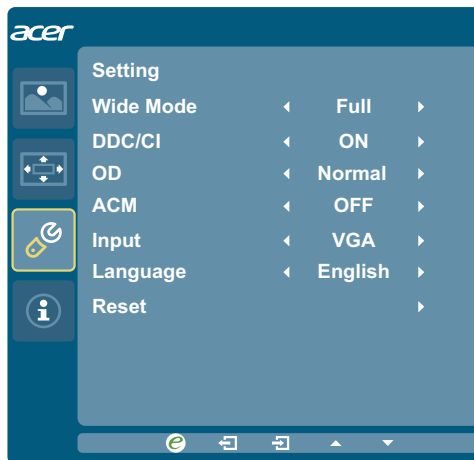 acer
Setting
Wide Mode Full
DDC/CI ON
OD Normal
ACM OFF
Input VGA
Language English
Reset
e